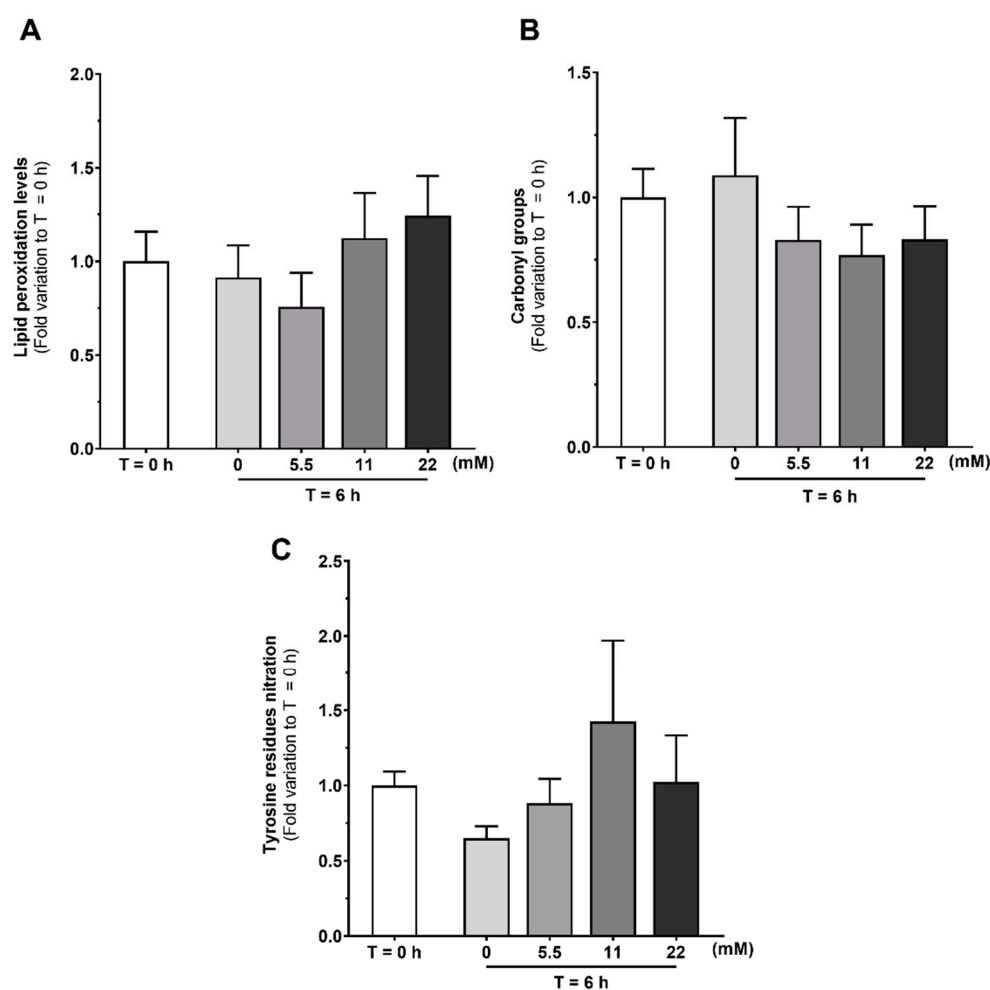 A
Lipid peroxidation levels
(Fold variation to T = 0 h)
2.0
1.5
1.0
0.5
0.0
T = 0 h 0 5.5 11 22 (mM)
T = 6 h
B
Carbonyl groups
(Fold variation to T = 0 h)
1.5
1.0
0.5
0.0
T = 0 h 0 5.5 11 22 (mM)
T = 6 h
C
Tyrosine residues nitration
(Fold variation to T = 0 h)
2.5
2.0
1.5
1.0
0.5
0.0
T = 0 h 0 5.5 11 22 (mM)
T = 6 h